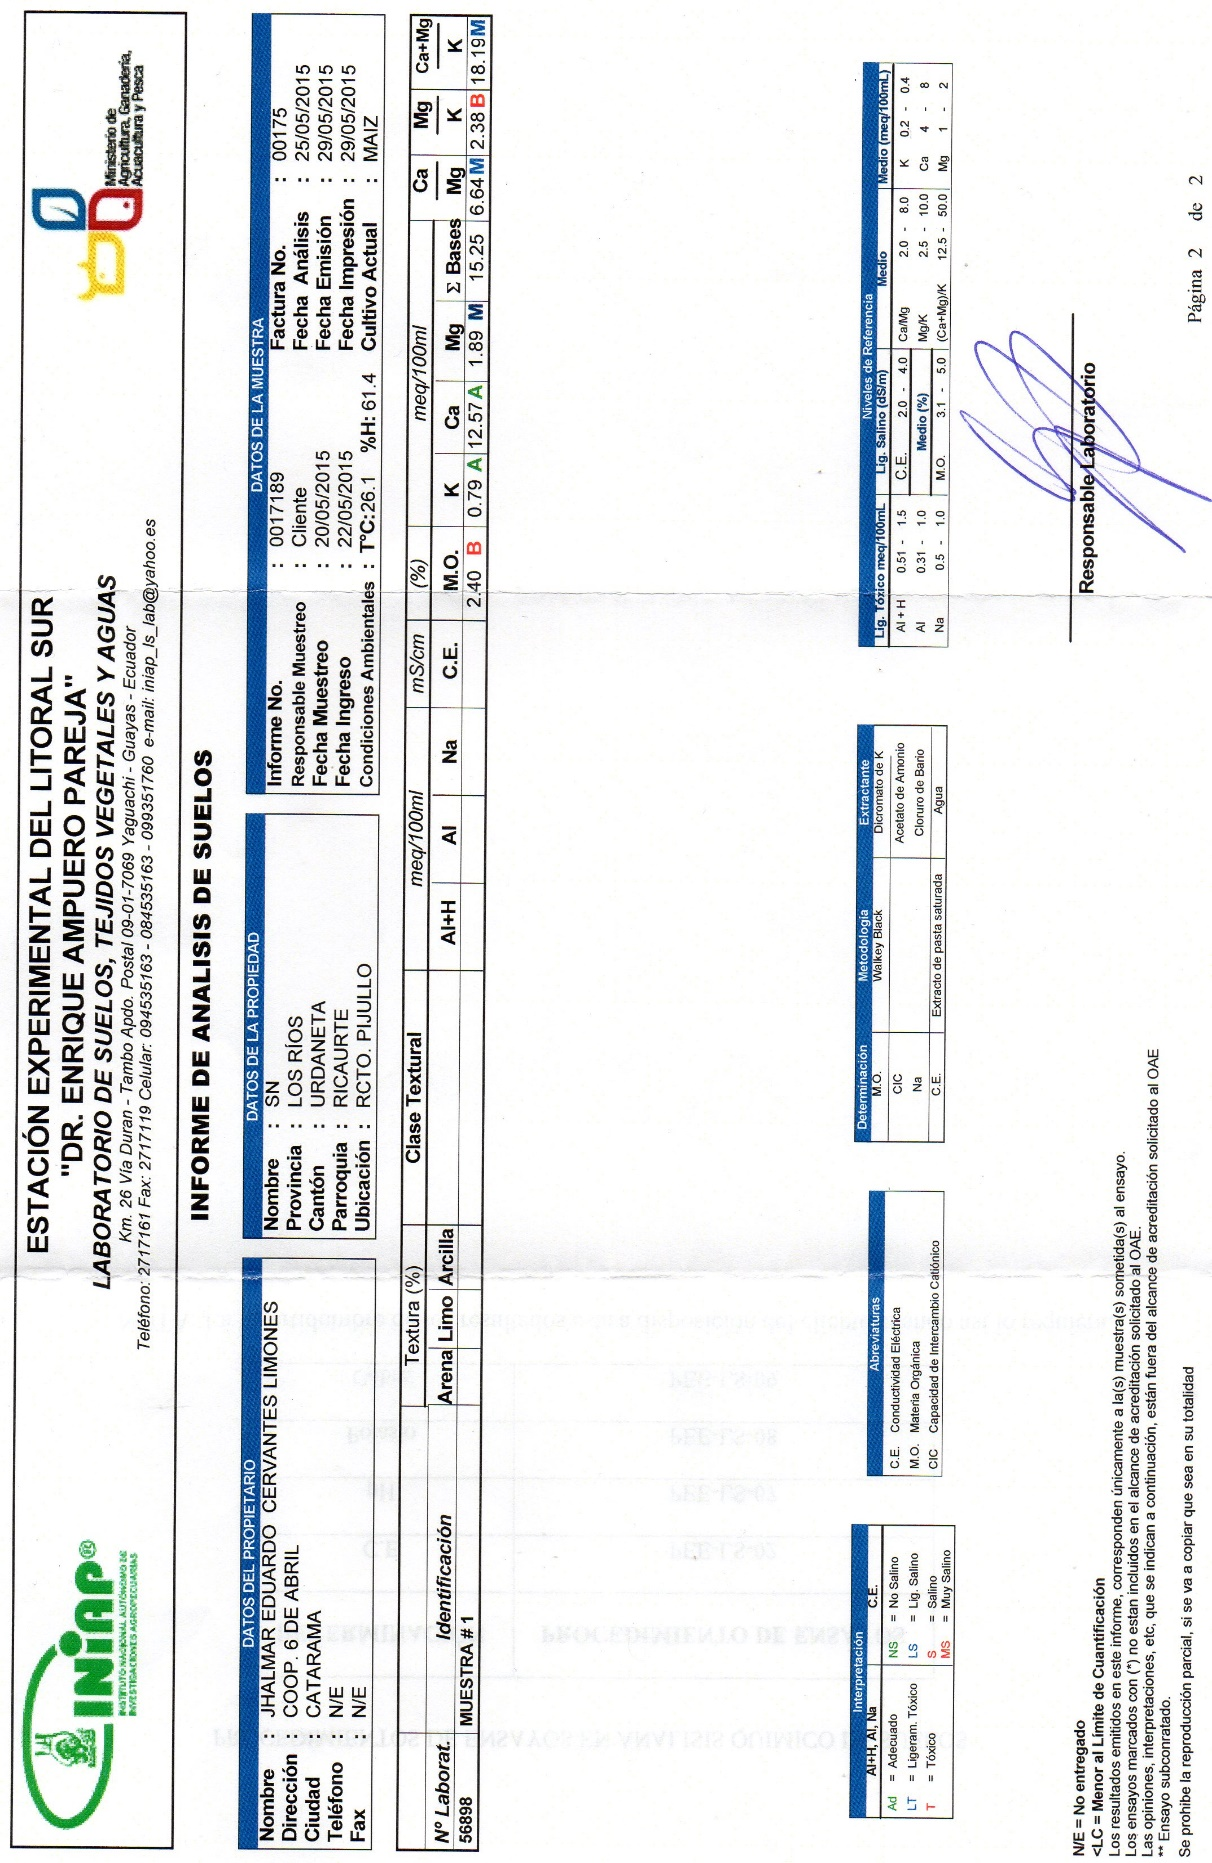 INIAP®
INSTITUTO NACIONAL AUTÓNOMO DE
INVESTIGACIONES AGROPECUARIAS
ESTACIÓN EXPERIMENTAL DEL LITORAL SUR
"DR. ENRIQUE AMPUERO PAREJA"
LABORATORIO DE SUELOS, TEJIDOS VEGETALES Y AGUAS
Km. 26 Vía Duran - Tambo Apdo. Postal 09-01-7069 Yaguachi - Guayas - Ecuador
Teléfono: 2717161 Fax: 2717119 Celular: 094535163 - 084535163 - 099351760 e-mail: iniap_ls_lab@yahoo.es
Ministerio de
Agricultura, Ganadería,
Acuacultura y Pesca
INFORME DE ANALISIS DE SUELOS
DATOS DEL PROPIETARIO
Nombre : JHALMAR EDUARDO CERVANTES LIMONES
Dirección : COOP. 6 DE ABRIL
Ciudad : CATARAMA
Teléfono : N/E
Fax : N/E
DATOS DE LA PROPIEDAD
Nombre : SN
Provincia : LOS RÍOS
Cantón : URDANETA
Parroquia : RICAURTE
Ubicación : RCTO. PIJULLO
DATOS DE LA MUESTRA
Informe No. : 0017189 Factura No. : 00175
Responsable Muestreo : Cliente Fecha Análisis : 25/05/2015
Fecha Muestreo : 20/05/2015 Fecha Emisión : 29/05/2015
Fecha Ingreso : 22/05/2015 Fecha Impresión : 29/05/2015
Condiciones Ambientales : T°C:26.1 %H: 61.4 Cultivo Actual : MAIZ
Textura (%) meq/100ml mS/cm (%) meq/100ml Ca Mg Ca+Mg
Nº Laborat. Identificación Arena Limo Arcilla Clase Textural Al+H Al Na C.E. M.O. K Ca Mg Σ Bases Mg K K
56898 MUESTRA # 1 2.40 B 0.79 A 12.57 A 1.89 M 15.25 6.64 M 2.38 B 18.19 M
Interpretación
Al+H, Al, Na C.E.
Ad = Adecuado NS = No Salino
LT = Ligeram. Tóxico LS = Lig. Salino
T = Tóxico S = Salino
MS = Muy Salino
Abreviaturas
C.E. Conductividad Eléctrica
M.O. Materia Orgánica
CIC Capacidad de Intercambio Catiónico
Determinación Metodología Extractante
M.O. Walkey Black Dicromato de K
CIC Acetato de Amonio
Na Cloruro de Bario
C.E. Extracto de pasta saturada Agua
Niveles de Referencia
Lig. Tóxico meq/100mL Lig. Salino (dS/m) Medio Medio (meq/100mL)
Al + H 0.51 - 1.5 C.E. 2.0 - 4.0 Ca/Mg 2.0 - 8.0 K 0.2 - 0.4
Al 0.31 - 1.0 Medio (%) Mg/K 2.5 - 10.0 Ca 4 - 8
Na 0.5 - 1.0 M.O. 3.1 - 5.0 (Ca+Mg)/K 12.5 - 50.0 Mg 1 - 2
N/E = No entregado
<LC = Menor al Limite de Cuantificación
Los resultados emitidos en este informe, corresponden únicamente a la(s) muestra(s) sometida(s) al ensayo.
Los ensayos marcados con (*) no estan incluidos en el alcance de acreditación solicitado al OAE.
Las opiniones, interpretaciones, etc, que se indican a continuación, están fuera del alcance de acreditación solicitado al OAE
** Ensayo subconratado.
Se prohibe la reproducción parcial, si se va a copiar que sea en su totalidad
Responsable Laboratorio
Página 2 de 2